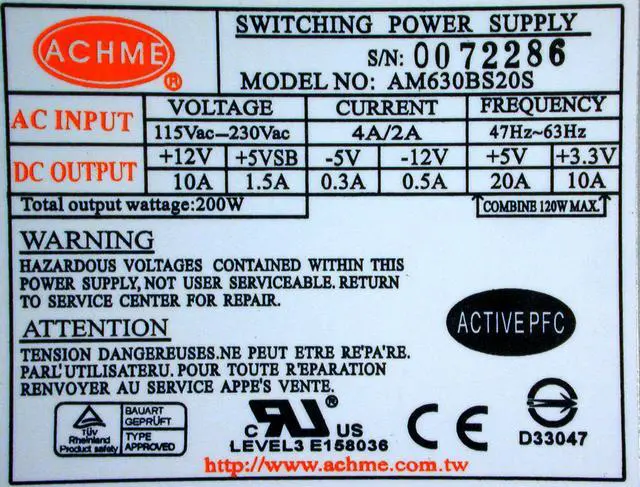 ACHME ®
SWITCHING POWER SUPPLY
S/N: 0072286
MODEL NO: AM630BS20S
AC INPUT
VOLTAGE CURRENT FREQUENCY
115Vac-230Vac 4A/2A 47Hz~63Hz
DC OUTPUT
+12V +5VSB -5V -12V +5V +3.3V
10A 1.5A 0.3A 0.5A 20A 10A
Total output wattage:200W COMBINE 120W MAX.
WARNING
HAZARDOUS VOLTAGES CONTAINED WITHIN THIS
POWER SUPPLY, NOT USER SERVICEABLE. RETURN
TO SERVICE CENTER FOR REPAIR.
ATTENTION
TENSION DANGEREUSES.NE PEUT ETRE RE'PA'RE.
PARL'UTILISATERU. POUR TOUTE R'EPARATION
RENVOYER AU SERVICE APPE'S VENTE.
ACTIVE PFC
TÜV
Rheinland
Product safety
BAUART
GEPRÜFT
TYPE
APPROVED
C RU ® US
LEVEL3 E158036
CE
D33047
http://www.achme.com.tw